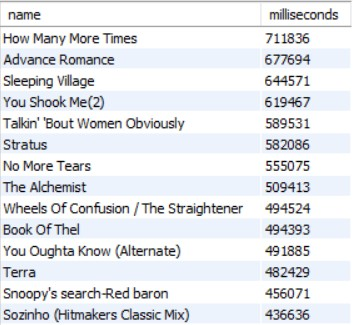 name milliseconds
How Many More Times 711836
Advance Romance 677694
Sleeping Village 644571
You Shook Me(2) 619467
Talkin' 'Bout Women Obviously 589531
Stratus 582086
No More Tears 555075
The Alchemist 509413
Wheels Of Confusion / The Straightener 494524
Book Of Thel 494393
You Oughta Know (Alternate) 491885
Terra 482429
Snoopy's search-Red baron 456071
Sozinho (Hitmakers Classic Mix) 436636